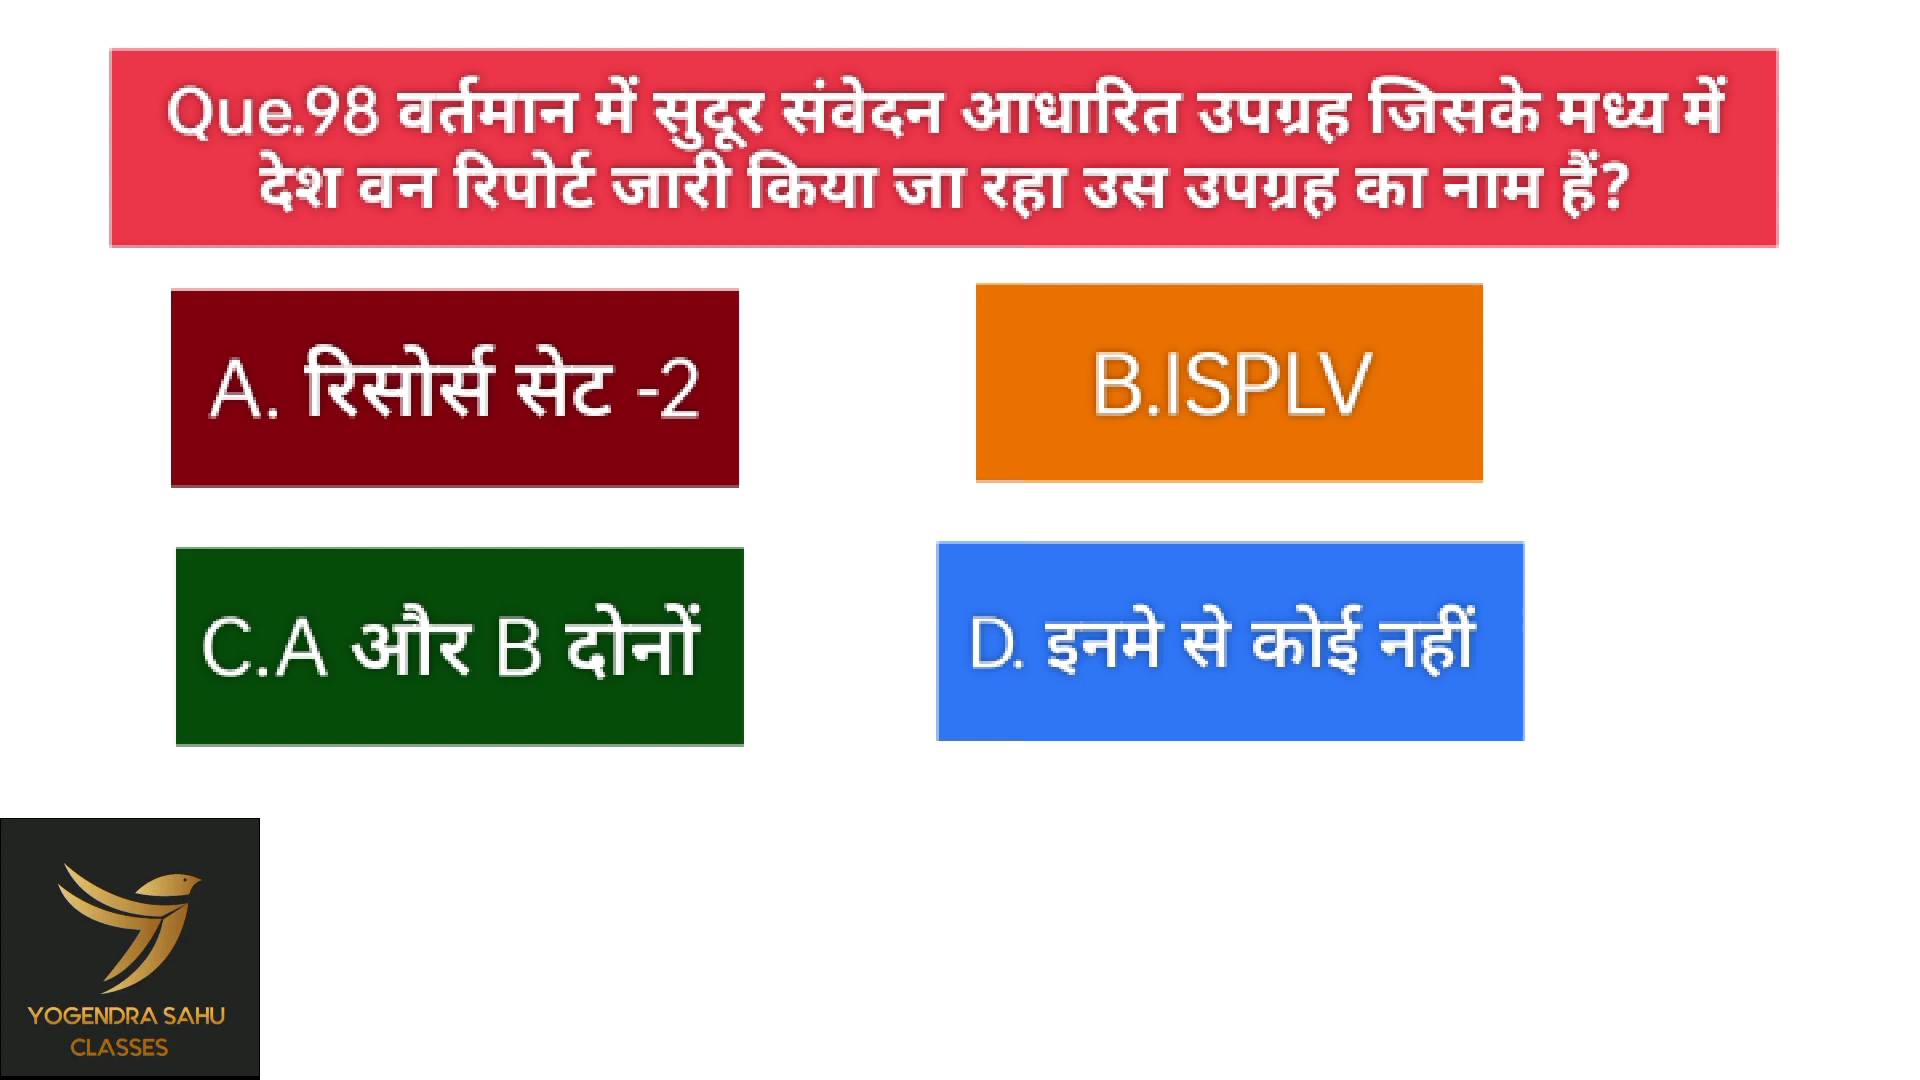 Que.98 वर्तमान में सुदूर संवेदन आधारित उपग्रह जिसके मध्य में
देश वन रिपोर्ट जारी किया जा रहा उस उपग्रह का नाम हैं?
A. रिसोर्स सेट -2
B.ISPLV
C.A और B दोनों
D. इनमे से कोई नहीं
YOGENDRA SAHU
CLASSES